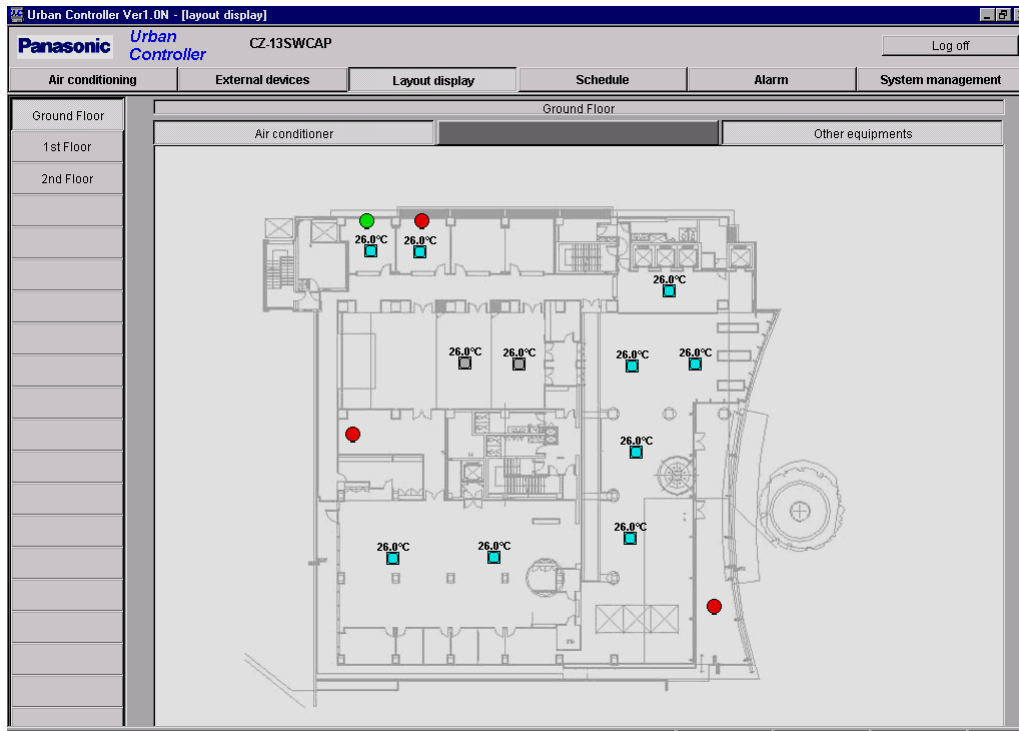 Urban Controller Ver1.0N - [layout display]
Panasonic Urban Controller CZ-13SWCAP Log off
Air conditioning External devices Layout display Schedule Alarm System management
Ground Floor
1st Floor
2nd Floor
Ground Floor
Air conditioner Other equipments
26.0°C 26.0°C
26.0°C
26.0°C 26.0°C 26.0°C 26.0°C
26.0°C
26.0°C
26.0°C 26.0°C